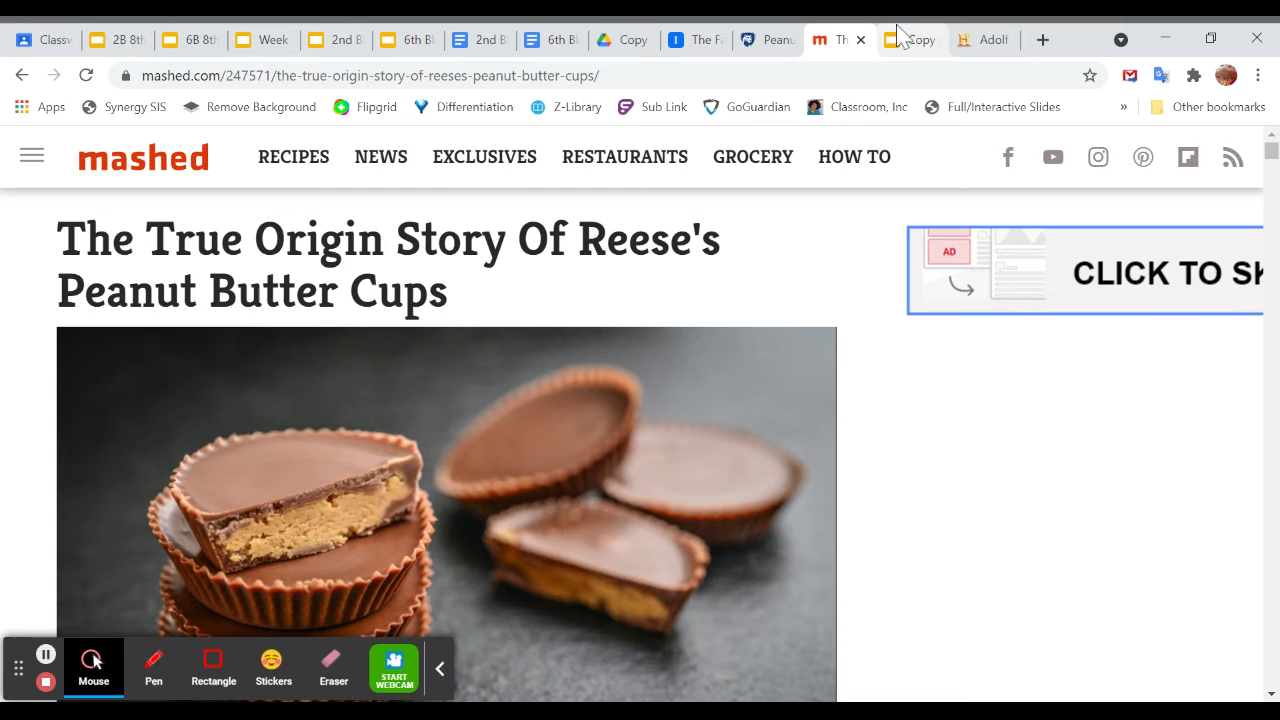 Classv 2B 8th 6B 8th Week 2nd B 6th Bl 2nd B 6th Bl Copy The Fa Peanu Th Copy Adolf
mashed.com/247571/the-true-origin-story-of-reeses-peanut-butter-cups/
Apps Synergy SIS Remove Background Flipgrid Differentiation Z-Library Sub Link GoGuardian Classroom, Inc Full/Interactive Slides » Other bookmarks
mashed RECIPES NEWS EXCLUSIVES RESTAURANTS GROCERY HOW TO
The True Origin Story Of Reese's
Peanut Butter Cups
AD
CLICK TO SK
Mouse Pen Rectangle Stickers Eraser START
WEBCAM